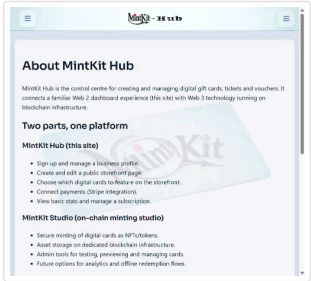 MintKit-Hub
About MintKit Hub
MintKit Hub is the control centre for creating and managing digital gift cards, tickets and vouchers. It
connects a familiar Web 2 dashboard experience (this site) with Web 3 technology running on
blockchain infrastructure.
Two parts, one platform
MintKit Hub (this site)
• Sign up and manage a business profile.
• Create and edit a public storefront page.
• Choose which digital cards to feature on the storefront.
• Connect payments (Stripe integration).
• View basic stats and manage a subscription.
MintKit
MintKit Studio (on-chain minting studio)
• Secure minting of digital cards as NFTs/tokens.
• Asset storage on dedicated blockchain infrastructure.
• Admin tools for testing, previewing and managing cards.
• Future options for analytics and offline redemption flows.